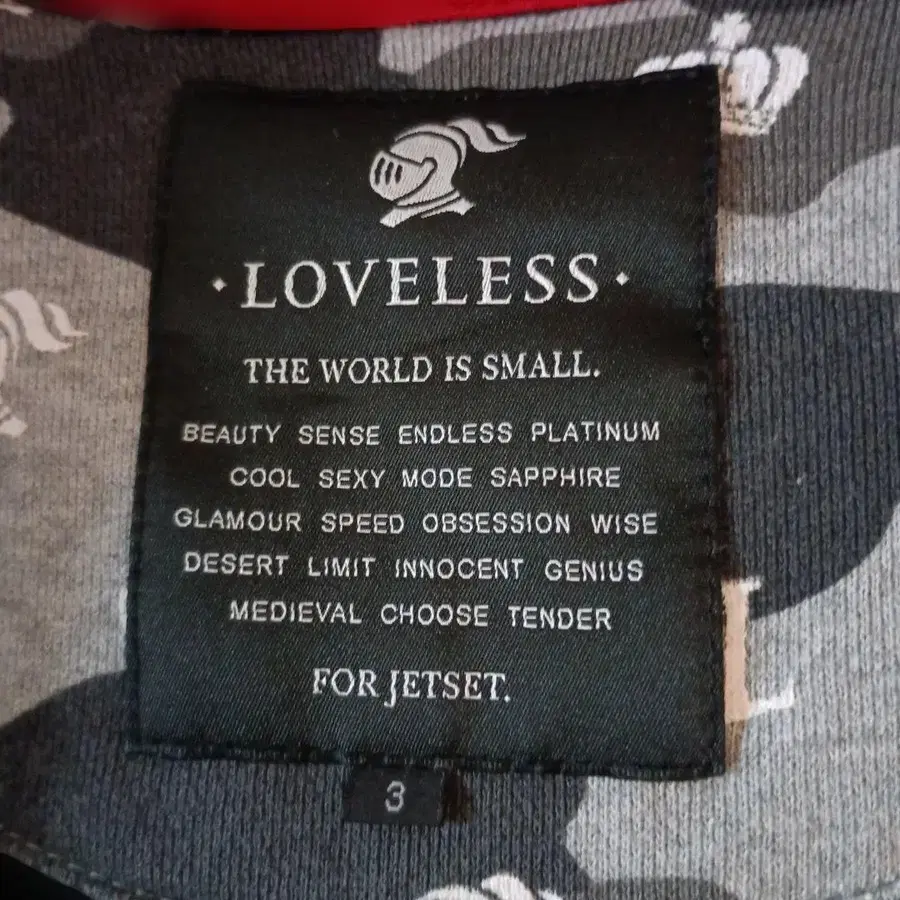 · LOVELESS ·
THE WORLD IS SMALL.
BEAUTY SENSE ENDLESS PLATINUM
COOL SEXY MODE SAPPHIRE
GLAMOUR SPEED OBSESSION WISE
DESERT LIMIT INNOCENT GENIUS
MEDIEVAL CHOOSE TENDER
FOR JETSET.
3
L